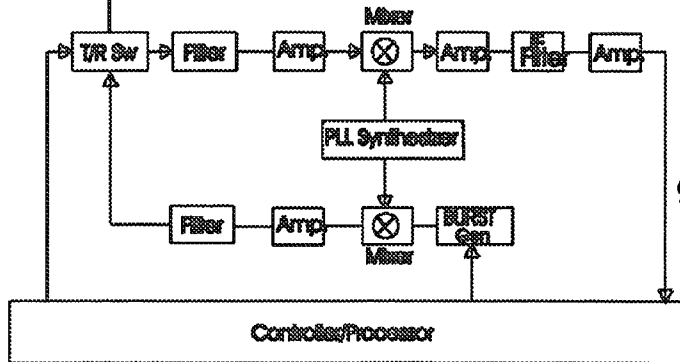 Mixer
T/R Sw
Filter
Amp.
Amp.
IF
Filter
Amp.
PLL Synthesizer
Filter
Amp.
BURST
Gen
Mixer
Controller/Processor